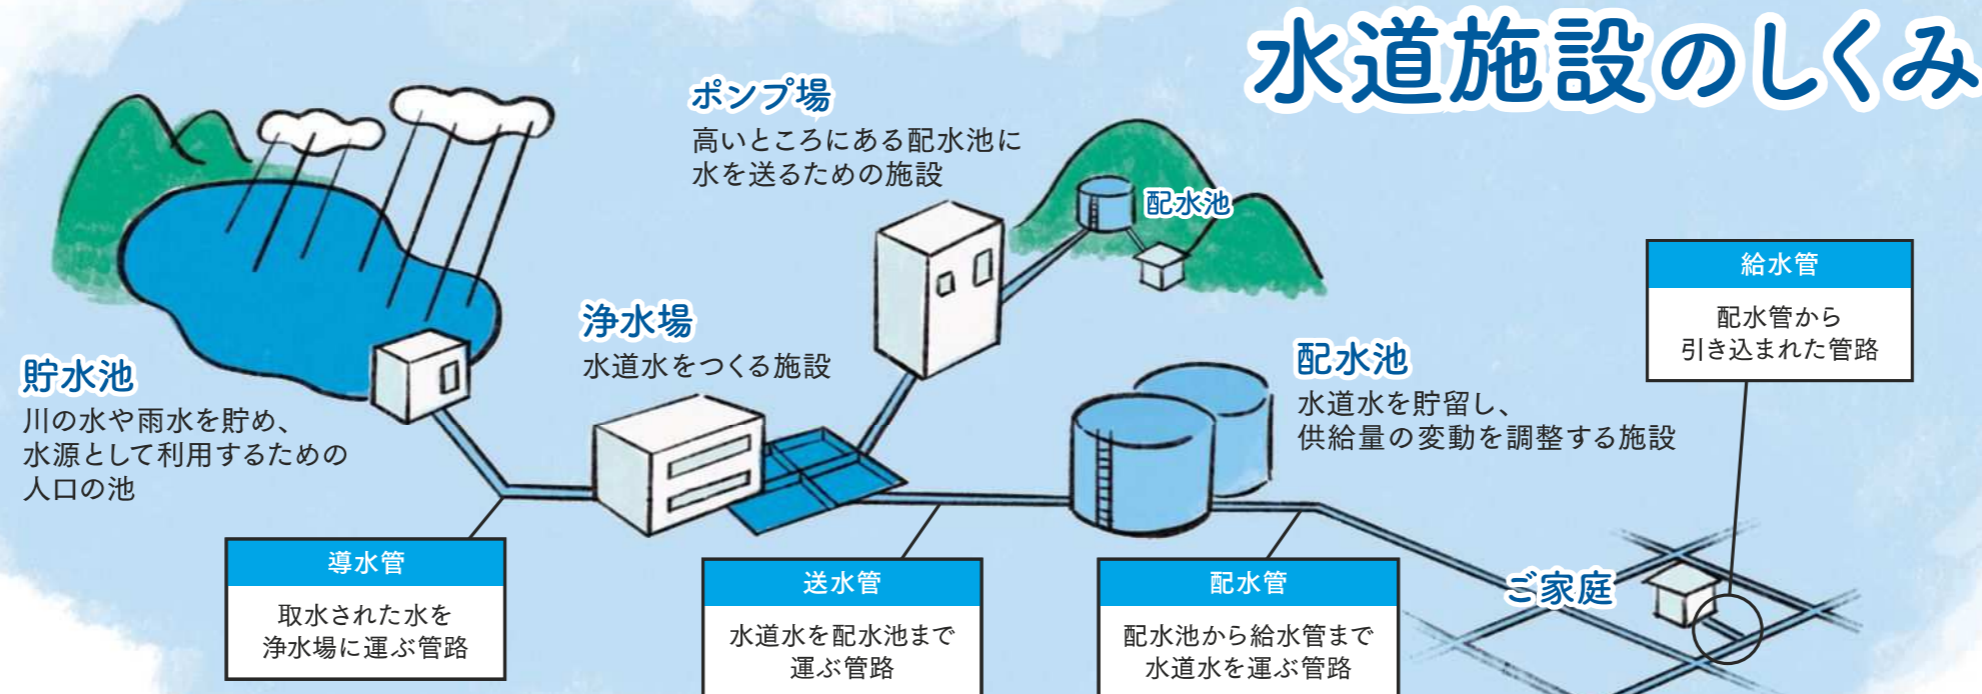 水道施設のしくみ
ポンプ場
高いところにある配水池に
水を送るための施設
配水池
給水管
配水管から
引き込まれた管路
浄水場
水道水をつくる施設
貯水池
川の水や雨水を貯め、
水源として利用するための
人口の池
配水池
水道水を貯留し、
供給量の変動を調整する施設
導水管
取水された水を
浄水場に運ぶ管路
送水管
水道水を配水池まで
運ぶ管路
配水管
配水池から給水管まで
水道水を運ぶ管路
ご家庭